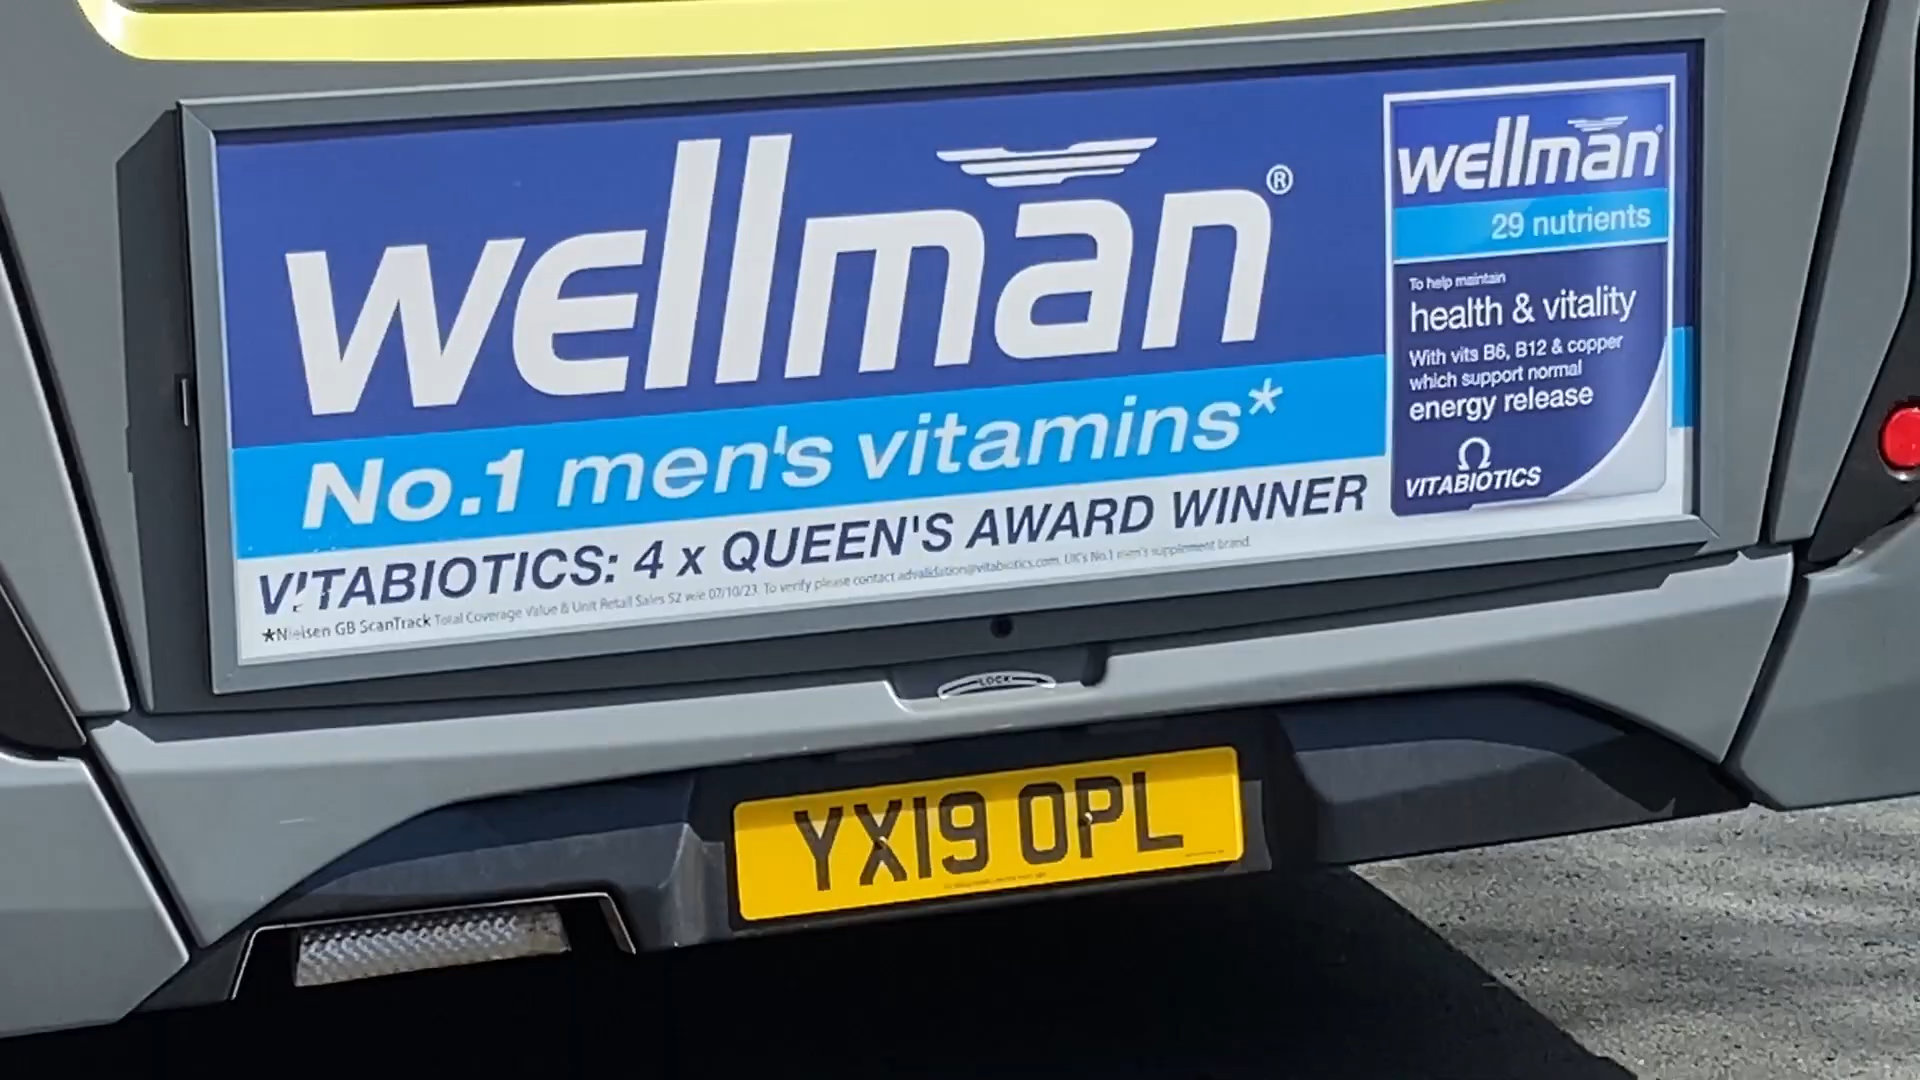 wellman®
No.1 men's vitamins*
VITABIOTICS: 4 x QUEEN'S AWARD WINNER
*Nielsen GB ScanTrack Total Coverage Value & Unit Retail Sales 52 w/e 07/10/23. To verify please contact advalidation@vitabiotics.com. UK's No.1 men's supplement brand.
wellman®
29 nutrients
To help maintain
health & vitality
With vits B6, B12 & copper
which support normal
energy release
VITABIOTICS
LOCK
YX19 OPL